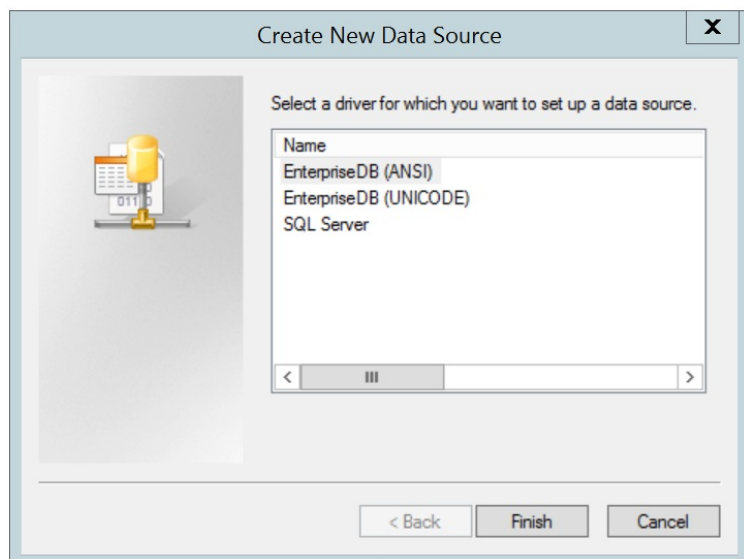 Create New Data Source
X
Select a driver for which you want to set up a data source.
Name
EnterpriseDB (ANSI)
EnterpriseDB (UNICODE)
SQL Server
< Back Finish Cancel